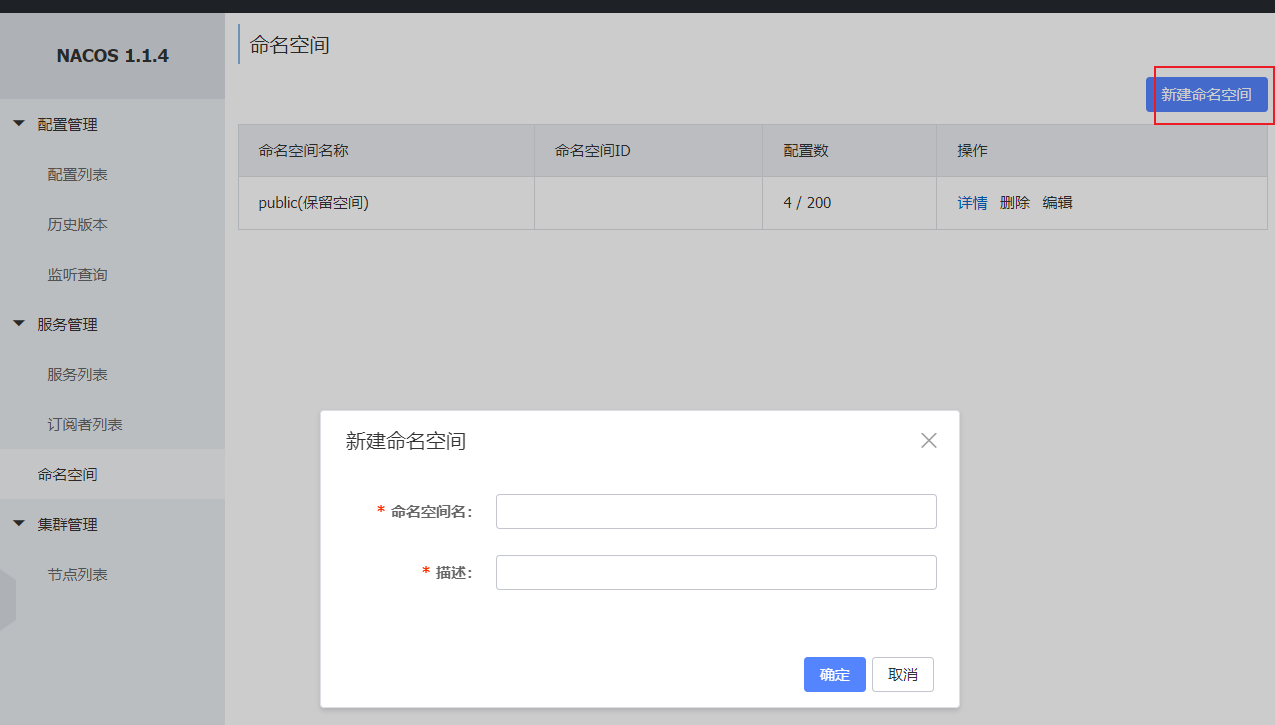 NACOS 1.1.4
配置管理
配置列表
历史版本
监听查询
服务管理
服务列表
订阅者列表
命名空间
集群管理
节点列表
命名空间
新建命名空间
命名空间名称 命名空间ID 配置数 操作
public(保留空间) 4 / 200 详情 删除 编辑
新建命名空间
* 命名空间名:
* 描述:
确定 取消